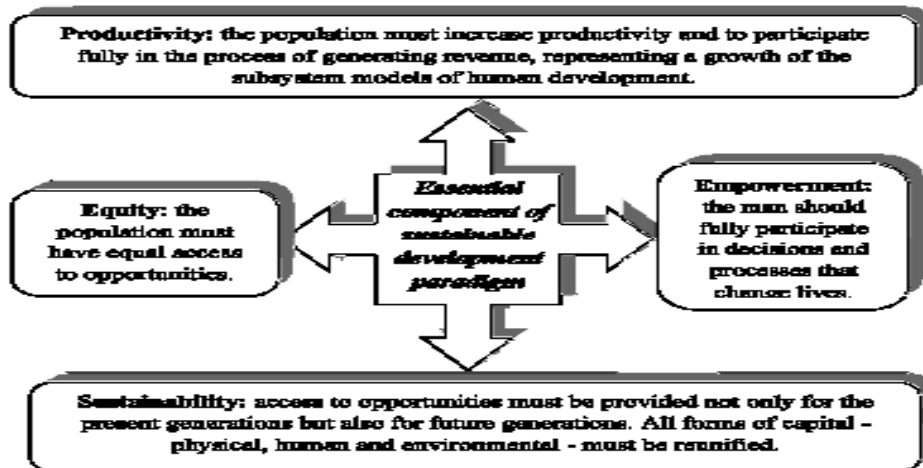 Productivity: the population must increase productivity and to participate
fully in the process of generating revenue, representing a growth of the
subsystem models of human development.
Equity: the
population must
have equal access
to opportunities.
Essential
component of
sustainable
development
paradigm
Empowerment:
the man should
fully participate
in decisions and
processes that
change lives.
Sustainability: access to opportunities must be provided not only for the
present generations but also for future generations. All forms of capital -
physical, human and environmental - must be reunified.